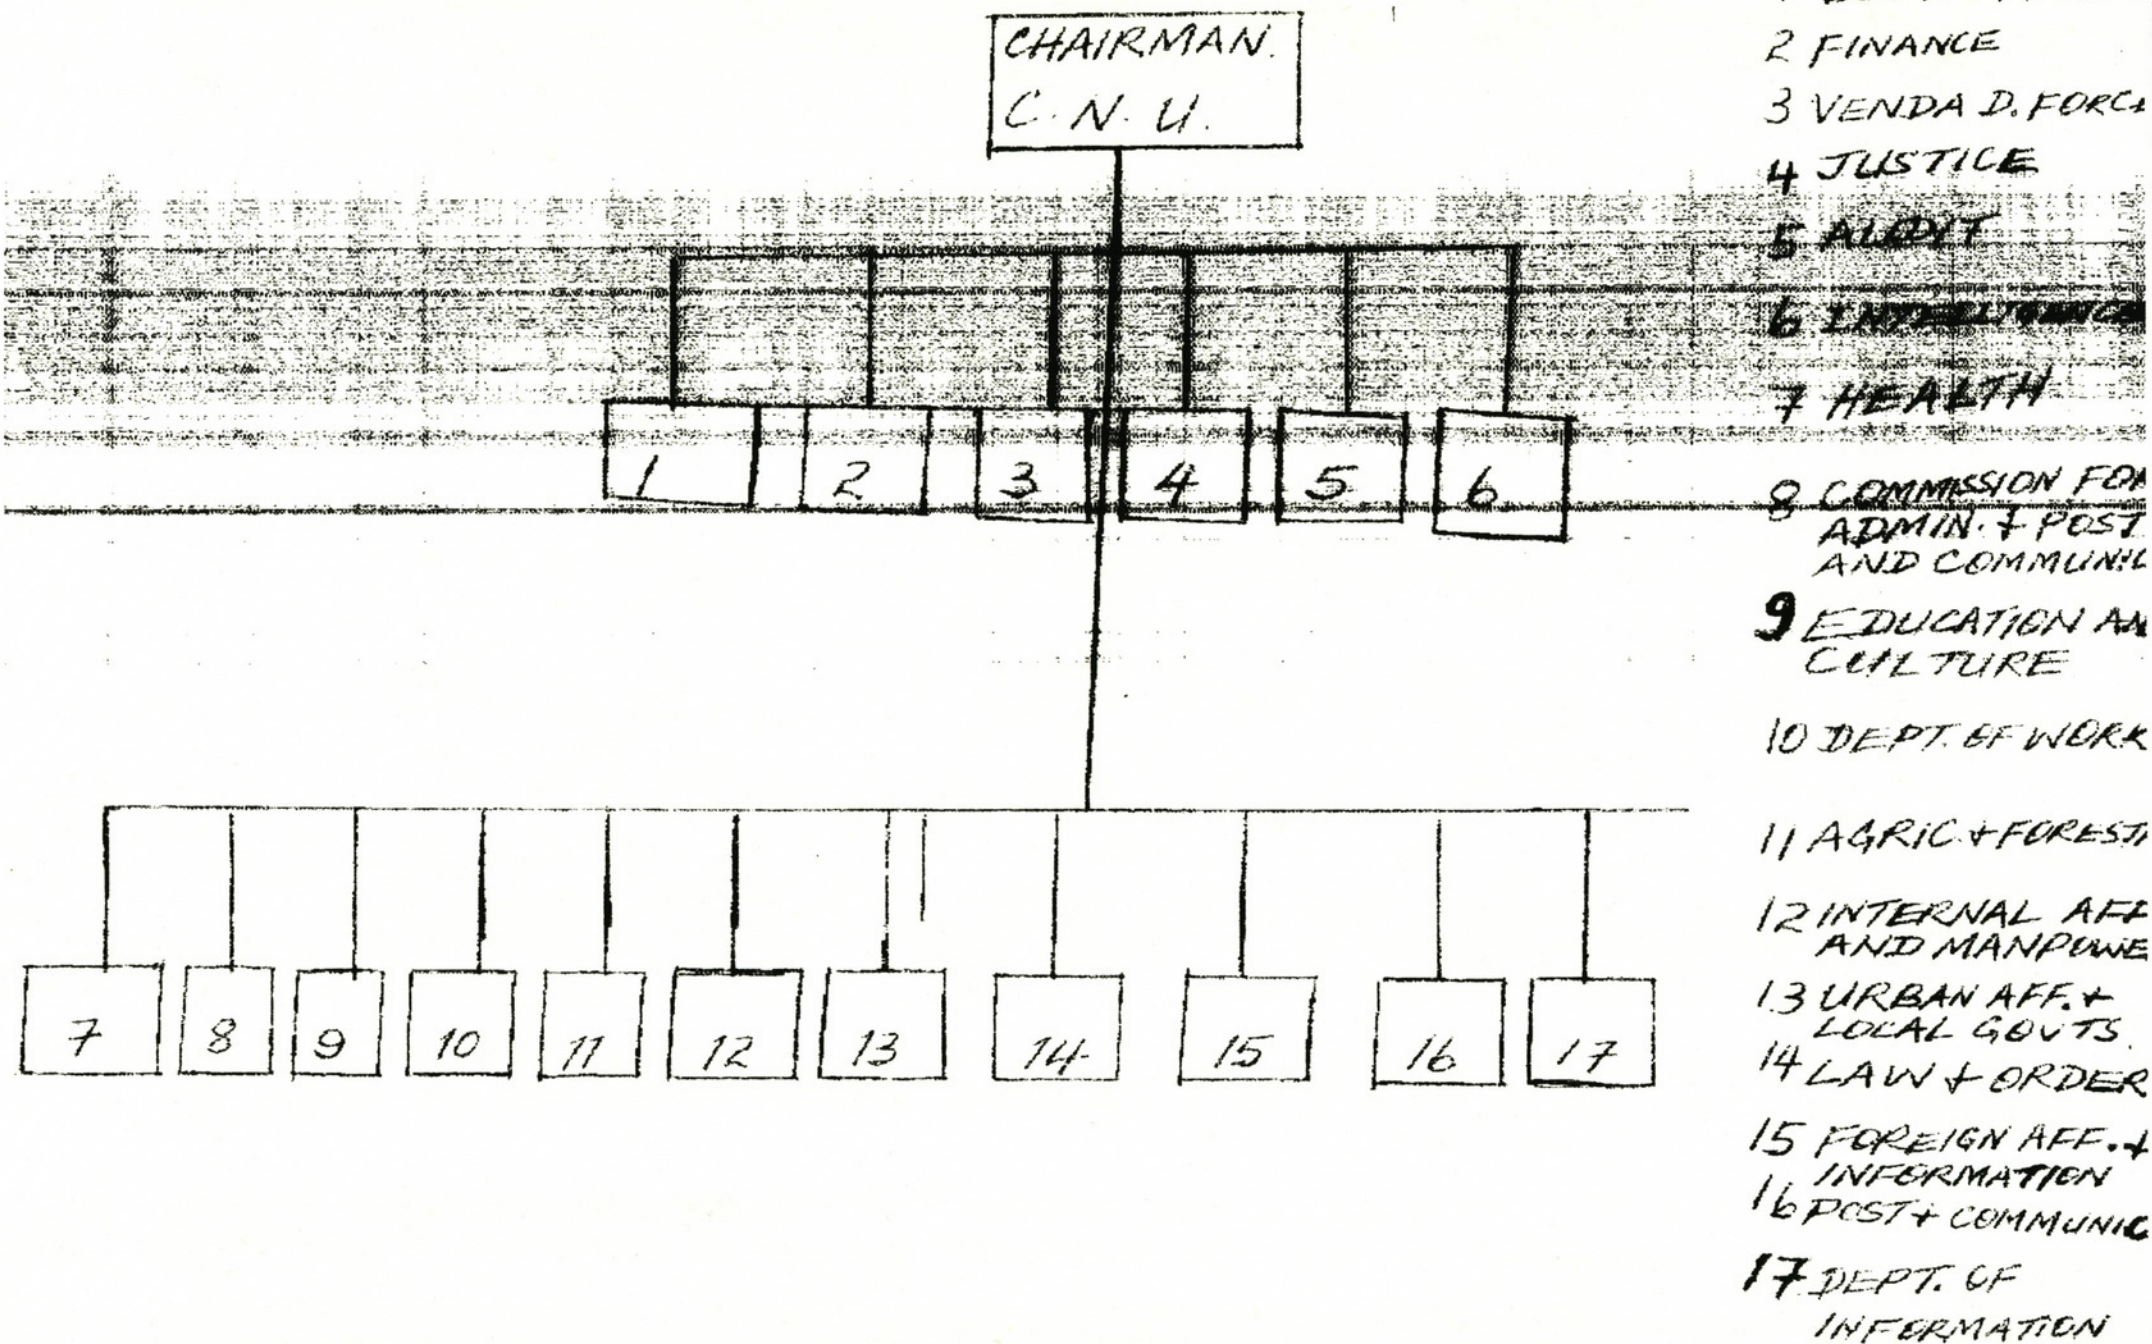 CHAIRMAN.
C. N. U.
1
2
3
4
5
6
7
8
9
10
11
12
13
14
15
16
17
2 FINANCE
3 VENDA D. FORC
4 JUSTICE
5 AUDIT
6 INTELLIGENCE
7 HEALTH
8 COMMISSION FOR
ADMIN. + POST
AND COMMUNIC
9 EDUCATION AN
CULTURE
10 DEPT. OF WORK
11 AGRIC + FOREST
12 INTERNAL AFF
AND MANPOWE
13 URBAN AFF. +
LOCAL GOVTS.
14 LAW + ORDER
15 FOREIGN AFF. +
INFORMATION
16 POST + COMMUNIC
17 DEPT. OF
INFORMATION